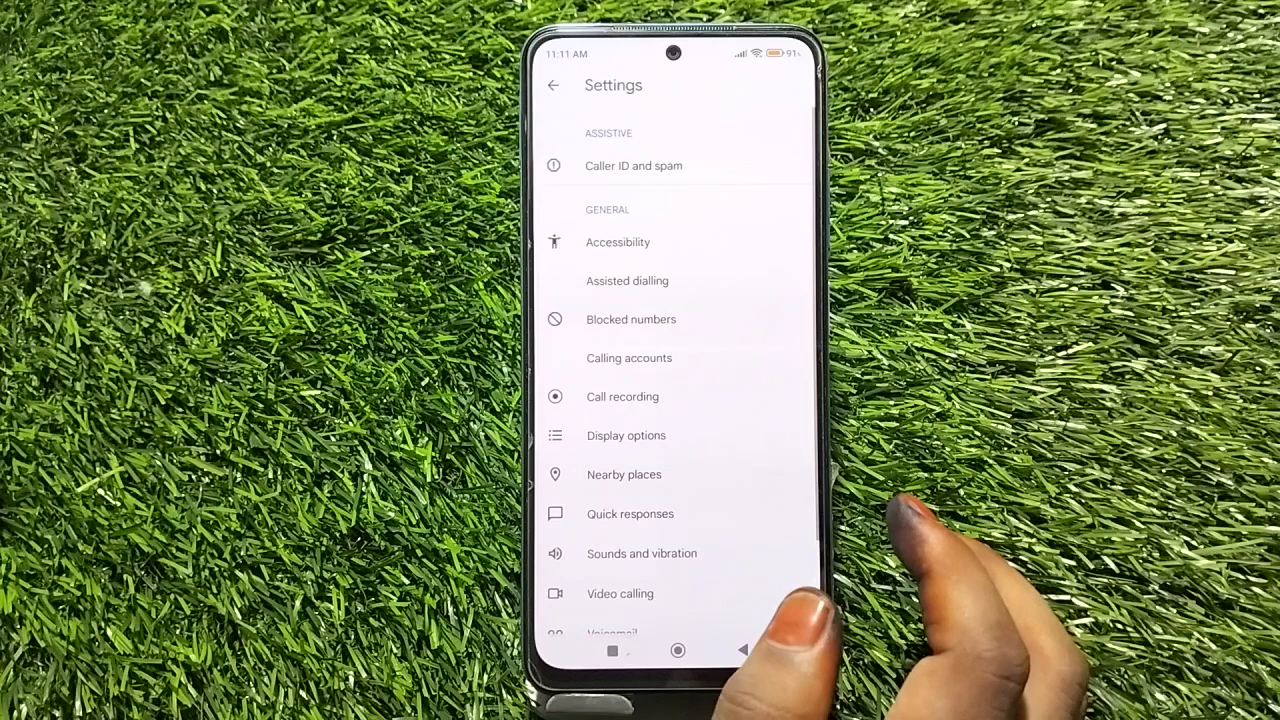 11:11 AM 91%
Settings
ASSISTIVE
Caller ID and spam
GENERAL
Accessibility
Assisted dialling
Blocked numbers
Calling accounts
Call recording
Display options
Nearby places
Quick responses
Sounds and vibration
Video calling
Voicemail